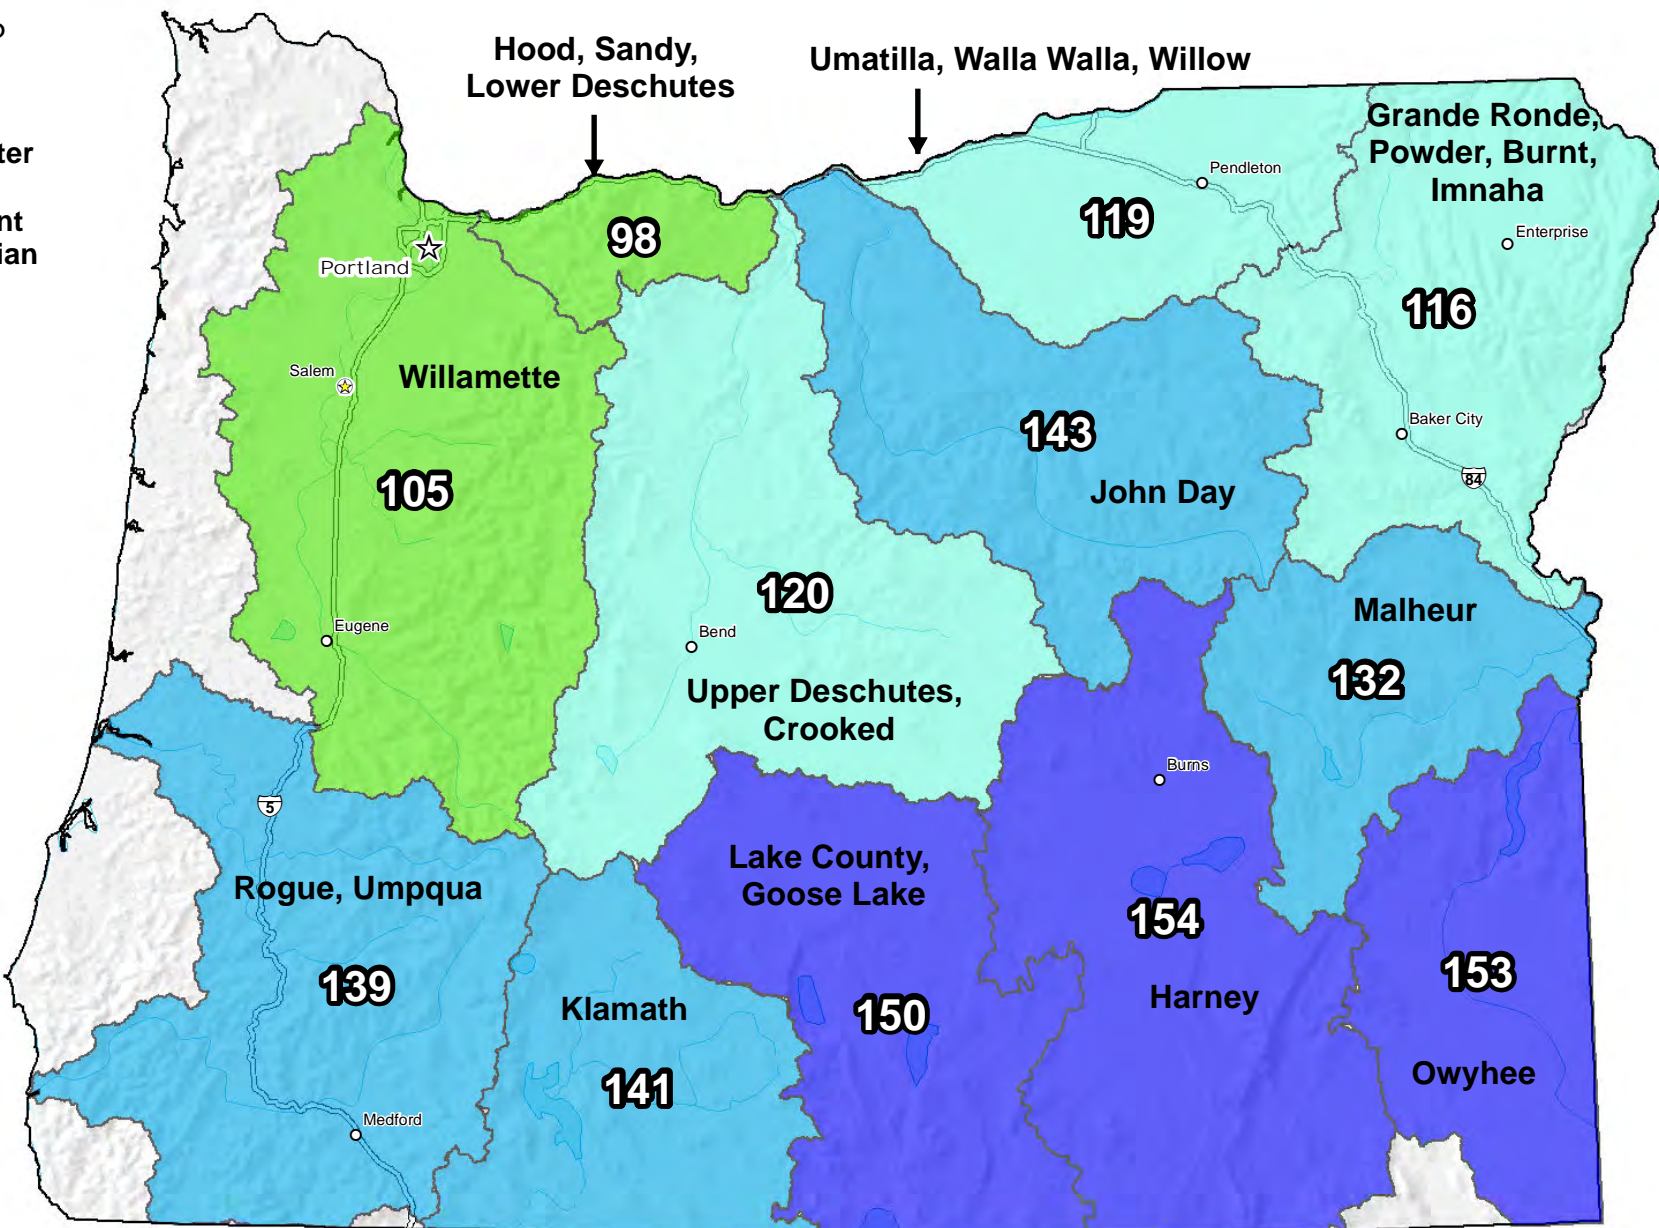 Hood, Sandy,
Lower Deschutes
Umatilla, Walla Walla, Willow
Grande Ronde,
Powder, Burnt,
Imnaha
Pendleton
Enterprise
98
119
116
Portland
Salem
Willamette
105
143
John Day
Baker City
84
120
Bend
Upper Deschutes,
Crooked
Eugene
Malheur
132
Burns
5
Rogue, Umpqua
139
Lake County,
Goose Lake
150
154
Harney
153
Owyhee
Klamath
141
Medford